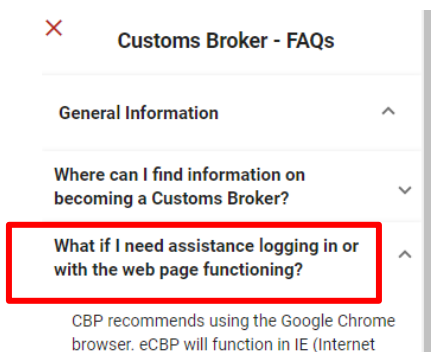 Customs Broker - FAQs
General Information
Where can I find information on
becoming a Customs Broker?
What if I need assistance logging in or
with the web page functioning?
CBP recommends using the Google Chrome
browser. eCBP will function in IE (Internet